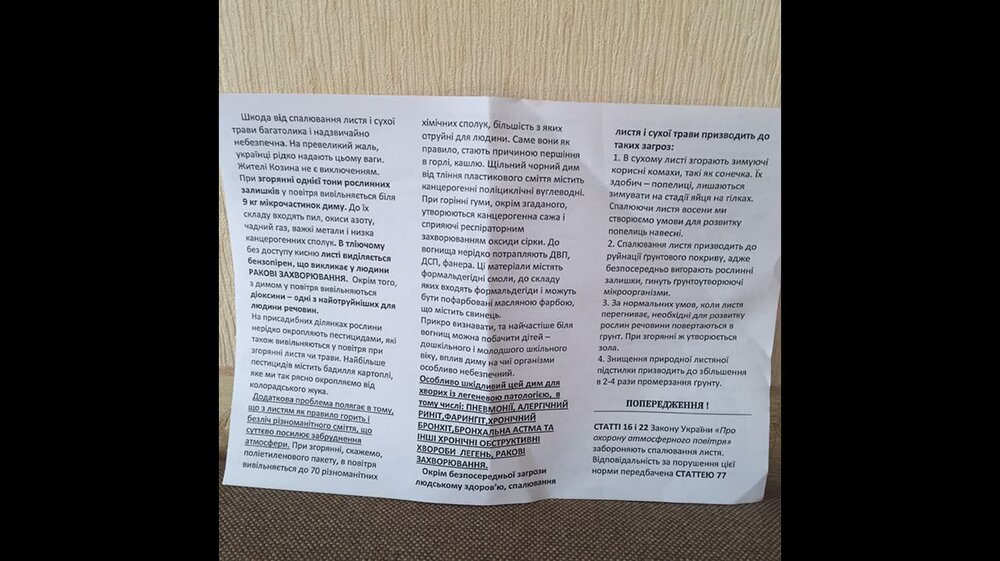 Шкода від спалювання листя і сухої
трави багатолика і надзвичайно
небезпечна. На превеликий жаль,
українці рідко надають цьому ваги.
Жителі Козина не є виключенням.
При згорянні однієї тони рослинних
залишків у повітря вивільняється біля
9 кг мікрочастинок диму. До їх
складу входять пил, окиси азоту,
чадний газ, важкі метали і низка
канцерогенних сполук. В тліючому
без доступу кисню листі виділяється
бензопірен, що викликає у людини
РАКОВІ ЗАХВОРЮВАННЯ. Окрім того,
з димом у повітря вивільняються
діоксини – одні з найотруйніших для
людини речовин.
На присадибних ділянках рослини
нерідко окропляють пестицидами, які
також вивільняються у повітря при
згорянні листя чи трави. Найбільше
пестицидів містить бадилля картоплі,
яке ми так рясно окропляємо від
колорадського жука.
Додаткова проблема полягає в тому,
що з листям як правило горить і
безліч різноманітного сміття, що
суттєво посилює забруднення
атмосфери. При згорянні, скажемо,
поліетиленового пакету, в повітря
вивільняється до 70 різноманітних
хімічних сполук, більшість з яких
отруйні для людини. Саме вони як
правило, стають причиною першіння
в горлі, кашлю. Щільний чорний дим
від тління пластикового сміття містить
канцерогенні поліциклічні вуглеводні.
При горінні гуми, окрім згаданого,
утворюються канцерогенна сажа і
сприяючі респіраторним
захворюванням оксиди сірки. До
вогнища нерідко потрапляють ДВП,
ДСП, фанера. Ці матеріали містять
формальдегідні смоли, до складу
яких входять формальдегіди і можуть
бути пофарбовані масляною фарбою,
що містить свинець.
Прикро визнавати, та найчастіше біля
вогнищ можна побачити дітей –
дошкільного і молодшого шкільного
віку, вплив диму на чиї організми
особливо небезпечний.
Особливо шкідливий цей дим для
хворих із легеневою патологією, в
тому числі: ПНЕВМОНІЇ, АЛЕРГІЧНИЙ
РИНІТ,ФАРИНГІТ,ХРОНІЧНИЙ
БРОНХІТ,БРОНХАЛЬНА АСТМА ТА
ІНШІ ХРОНІЧНІ ОБСТРУКТИВНІ
ХВОРОБИ ЛЕГЕНЬ, РАКОВІ
ЗАХВОРЮВАННЯ.
Окрім безпосередньої загрози
людському здоров'ю, спалювання
листя і сухої трави призводить до
таких загроз:
1. В сухому листі згорають зимуючі
корисні комахи, такі як сонечка. Їх
здобич – попелиці, лишаються
зимувати на стадії яйця на гілках.
Спалюючи листя восени ми
створюємо умови для розвитку
попелиць навесні.
2. Спалювання листя призводить до
руйнації ґрунтового покриву, адже
безпосередньо вигорають рослинні
залишки, гинуть ґрунтоутворюючі
мікроорганізми.
3. За нормальних умов, коли листя
перегниває, необхідні для розвитку
рослин речовини повертаються в
ґрунт. При згорянні ж утворюється
зола.
4. Знищення природної листяної
підстилки призводить до збільшення
в 2-4 рази промерзання ґрунту.
ПОПЕРЕДЖЕННЯ !
СТАТТІ 16 і 22 Закону України «Про
охорону атмосферного повітря»
забороняють спалювання листя.
Відповідальність за порушення цієї
норми передбачена СТАТТЕЮ 77